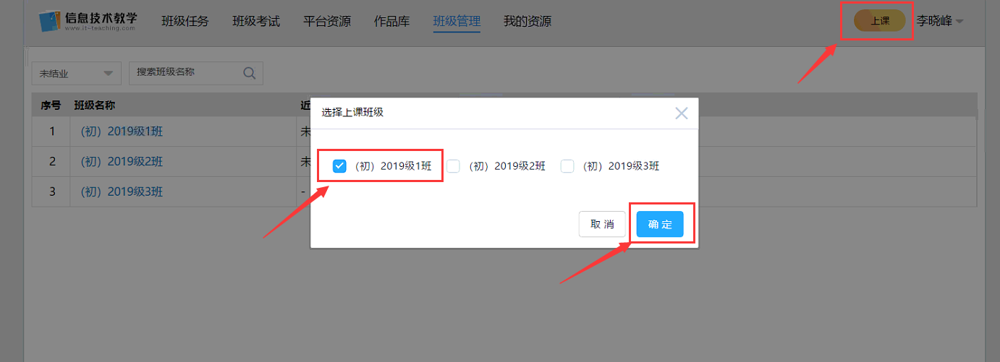 信息技术教学 班级任务 班级考试 平台资源 作品库 班级管理 我的资源 上课 李晓峰
www.it-teaching.com
未结业 搜索班级名称
序号 班级名称 近
选择上课班级
1 （初）2019级1班 未
2 （初）2019级2班 未
（初）2019级1班 （初）2019级2班 （初）2019级3班
3 （初）2019级3班 -
取 消 确 定